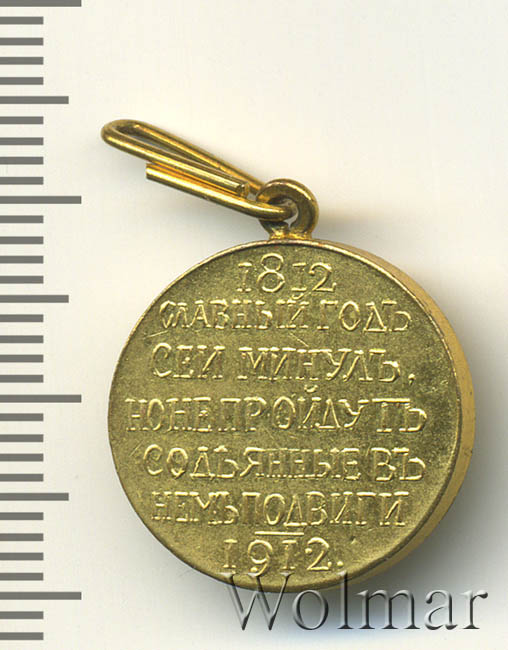 1812
СЛАВНЫЙ ГОДЪ
СЕЙ МИНУЛЪ,
НО НЕ ПРОЙДУТЪ
СОДѢЯННЫЕ ВЪ
НЕМЪ ПОДВИГИ
1912.
Wolmar